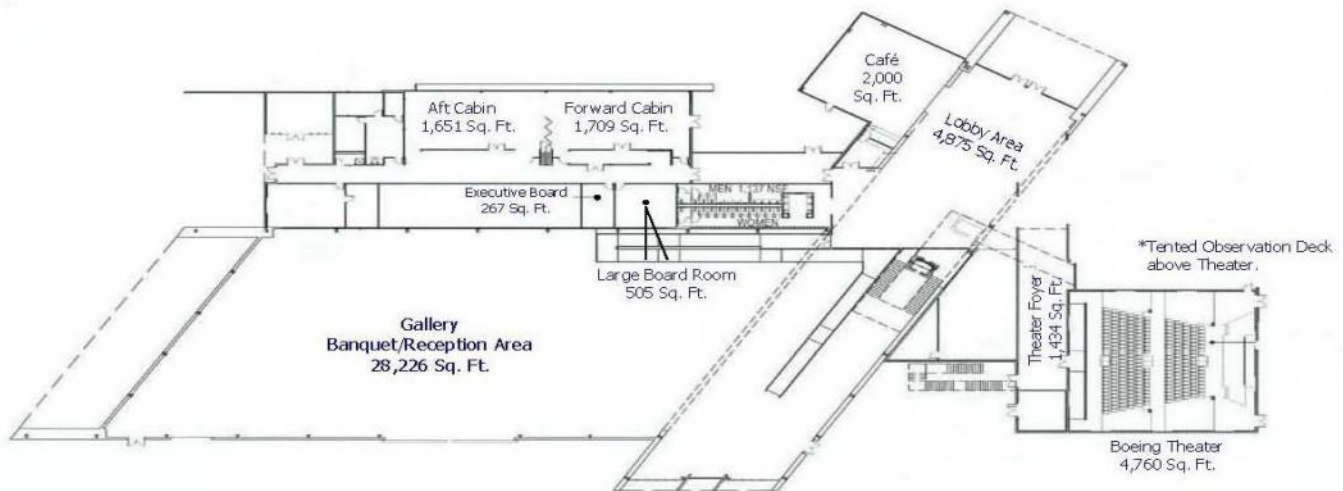 Café
2,000
Sq. Ft.
Aft Cabin
1,651 Sq. Ft.
Forward Cabin
1,709 Sq. Ft.
Lobby Area
4,875 Sq. Ft.
Executive Board
267 Sq. Ft.
MEN 1,137 NSF
WOMEN
*Tented Observation Deck
above Theater.
Large Board Room
505 Sq. Ft.
Gallery
Banquet/Reception Area
28,226 Sq. Ft.
Theater Foyer
1,434 Sq. Ft.
Boeing Theater
4,760 Sq. Ft.